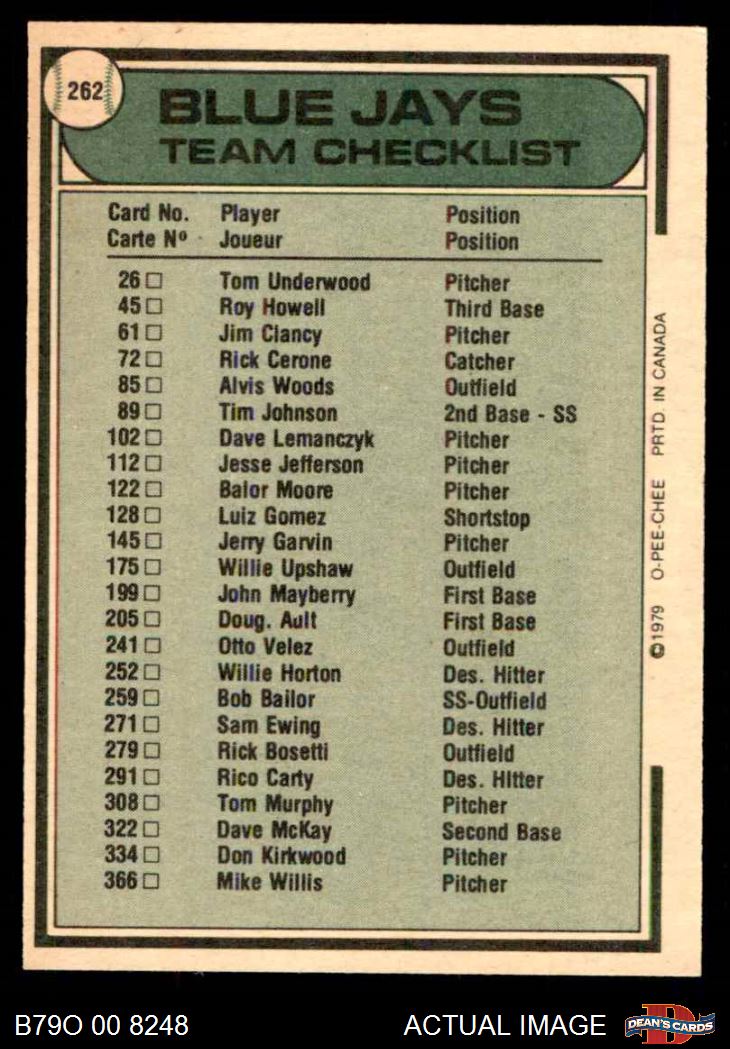 262
BLUE JAYS
TEAM CHECKLIST
Card No. Player Position
Carte Nº Joueur Position
26 Tom Underwood Pitcher
45 Roy Howell Third Base
61 Jim Clancy Pitcher
72 Rick Cerone Catcher
85 Alvis Woods Outfield
89 Tim Johnson 2nd Base - SS
102 Dave Lemanczyk Pitcher
112 Jesse Jefferson Pitcher
122 Balor Moore Pitcher
128 Luiz Gomez Shortstop
145 Jerry Garvin Pitcher
175 Willie Upshaw Outfield
199 John Mayberry First Base
205 Doug. Ault First Base
241 Otto Velez Outfield
252 Willie Horton Des. Hitter
259 Bob Bailor SS-Outfield
271 Sam Ewing Des. Hitter
279 Rick Bosetti Outfield
291 Rico Carty Des. Hitter
308 Tom Murphy Pitcher
322 Dave McKay Second Base
334 Don Kirkwood Pitcher
366 Mike Willis Pitcher
©1979 O-PEE-CHEE PRTD. IN CANADA
B79O 00 8248 ACTUAL IMAGE
DEAN'S CARDS